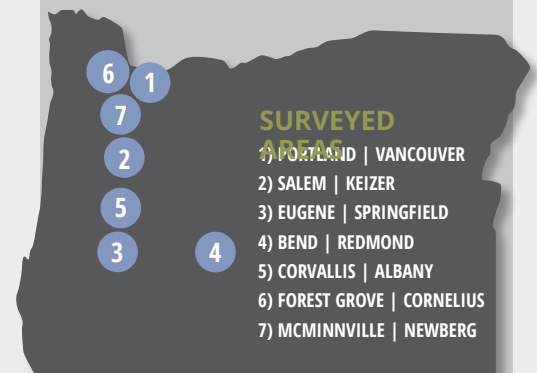 6
1
7
2
5
3
4
SURVEYED
AREAS
1) PORTLAND | VANCOUVER
2) SALEM | KEIZER
3) EUGENE | SPRINGFIELD
4) BEND | REDMOND
5) CORVALLIS | ALBANY
6) FOREST GROVE | CORNELIUS
7) MCMINNVILLE | NEWBERG